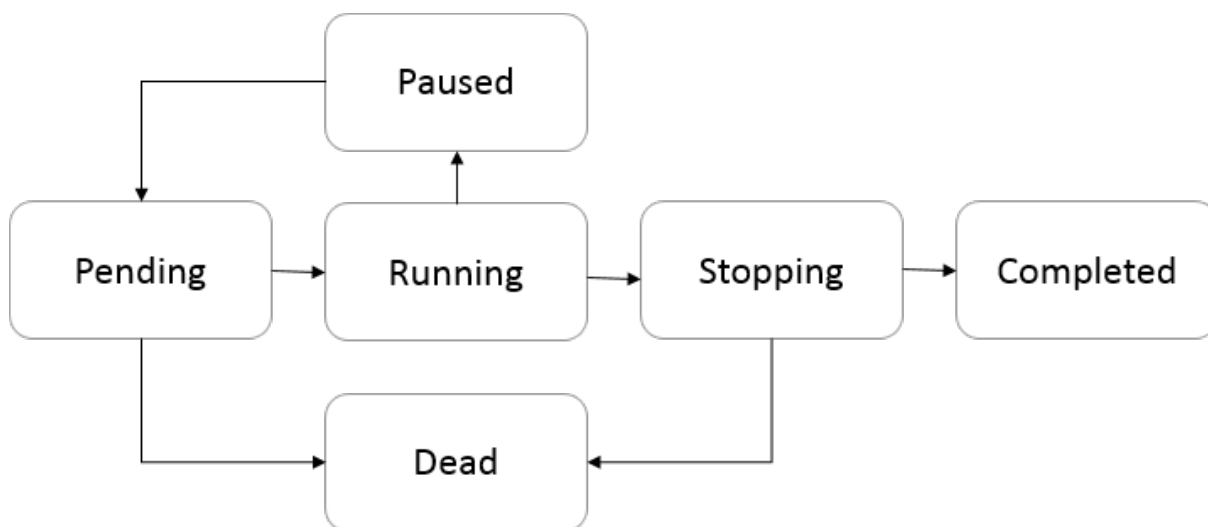 Paused
Pending
Running
Stopping
Completed
Dead